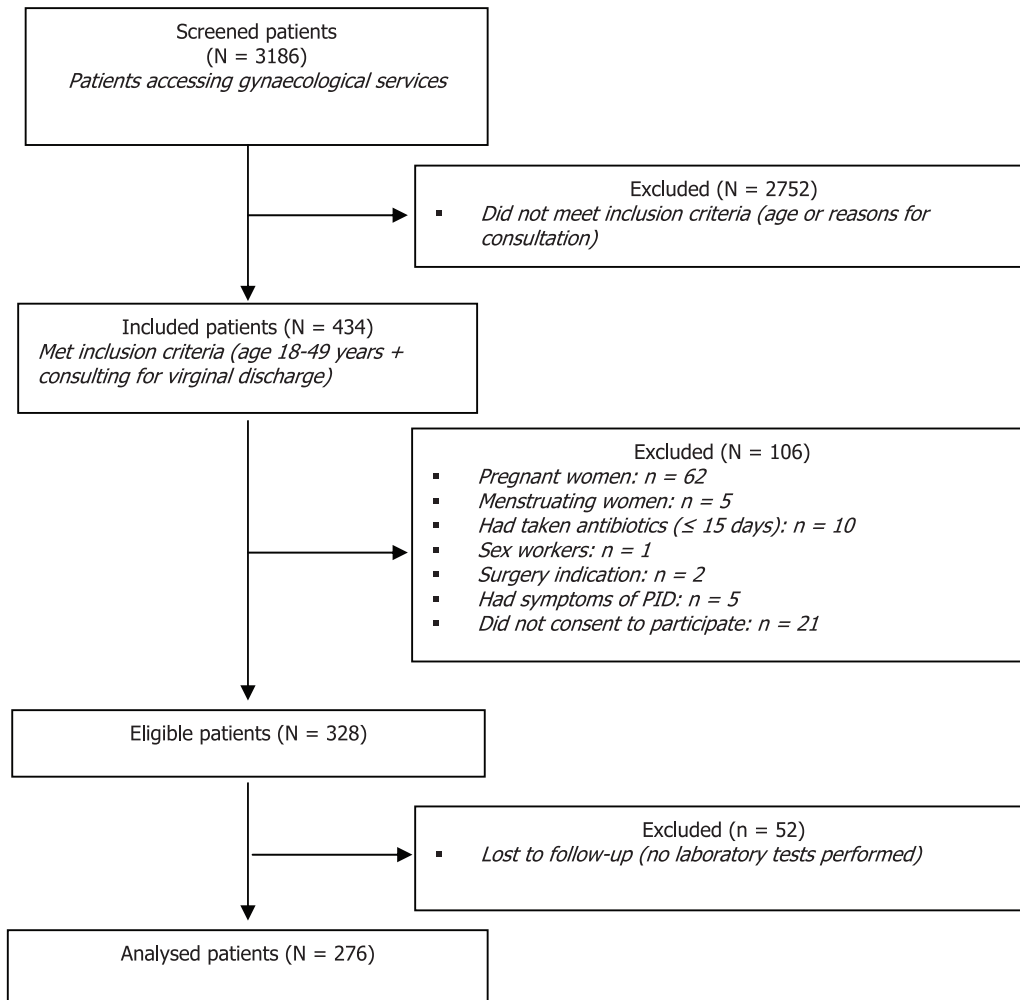 Screened patients
(N = 3186)
Patients accessing gynaecological services
Excluded (N = 2752)
▪ Did not meet inclusion criteria (age or reasons for
consultation)
Included patients (N = 434)
Met inclusion criteria (age 18-49 years +
consulting for virginal discharge)
Excluded (N = 106)
▪ Pregnant women: n = 62
▪ Menstruating women: n = 5
▪ Had taken antibiotics (≤ 15 days): n = 10
▪ Sex workers: n = 1
▪ Surgery indication: n = 2
▪ Had symptoms of PID: n = 5
▪ Did not consent to participate: n = 21
Eligible patients (N = 328)
Excluded (n = 52)
▪ Lost to follow-up (no laboratory tests performed)
Analysed patients (N = 276)